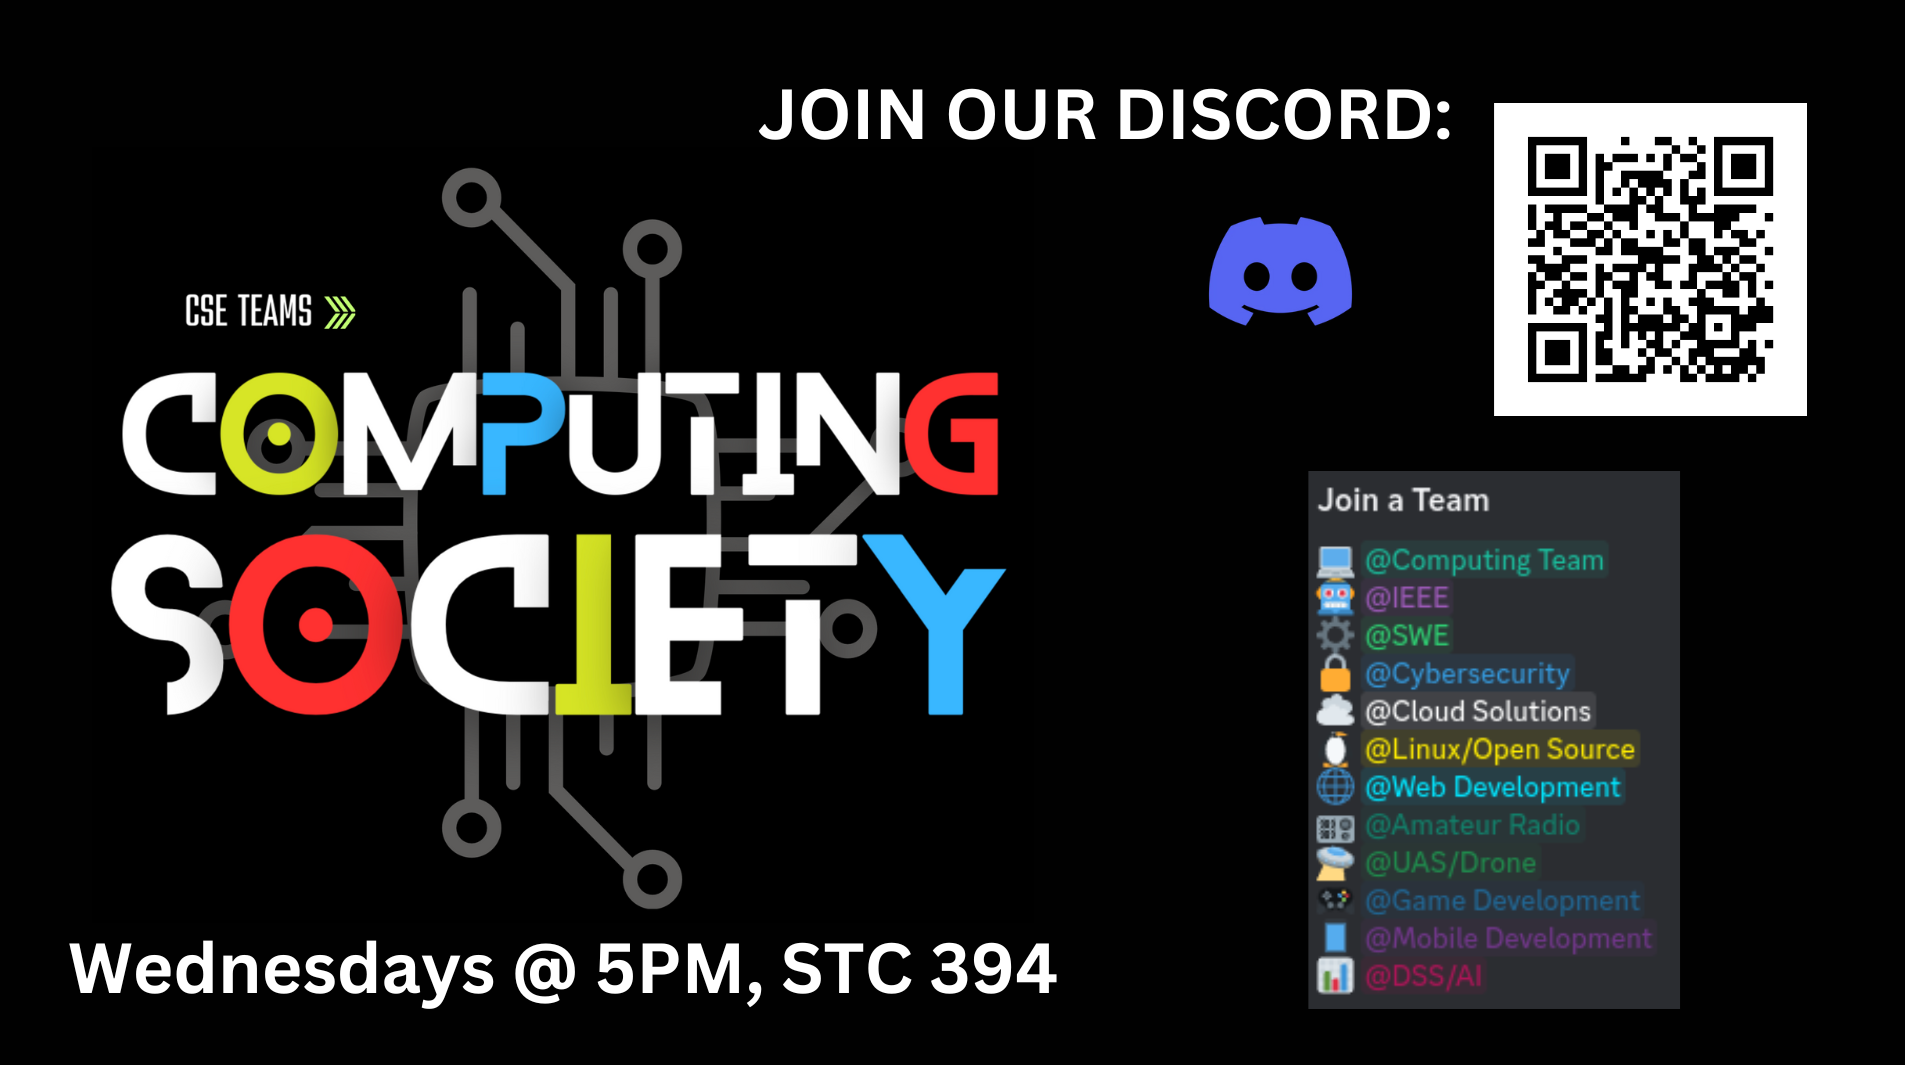 JOIN OUR DISCORD:
CSE TEAMS
COMPUTING
SOCIETY
Wednesdays @ 5PM, STC 394
Join a Team
@Computing Team
@IEEE
@SWE
@Cybersecurity
@Cloud Solutions
@Linux/Open Source
@Web Development
@Amateur Radio
@UAS/Drone
@Game Development
@Mobile Development
@DSS/AI